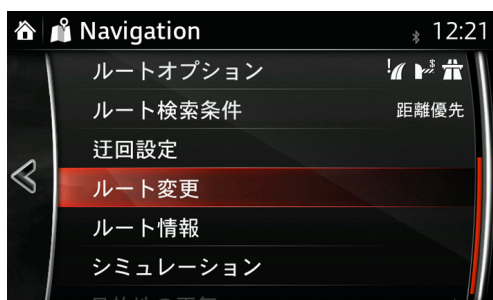 Navigation 12:21
ルートオプション
ルート検索条件 距離優先
迂回設定
ルート変更
ルート情報
シミュレーション